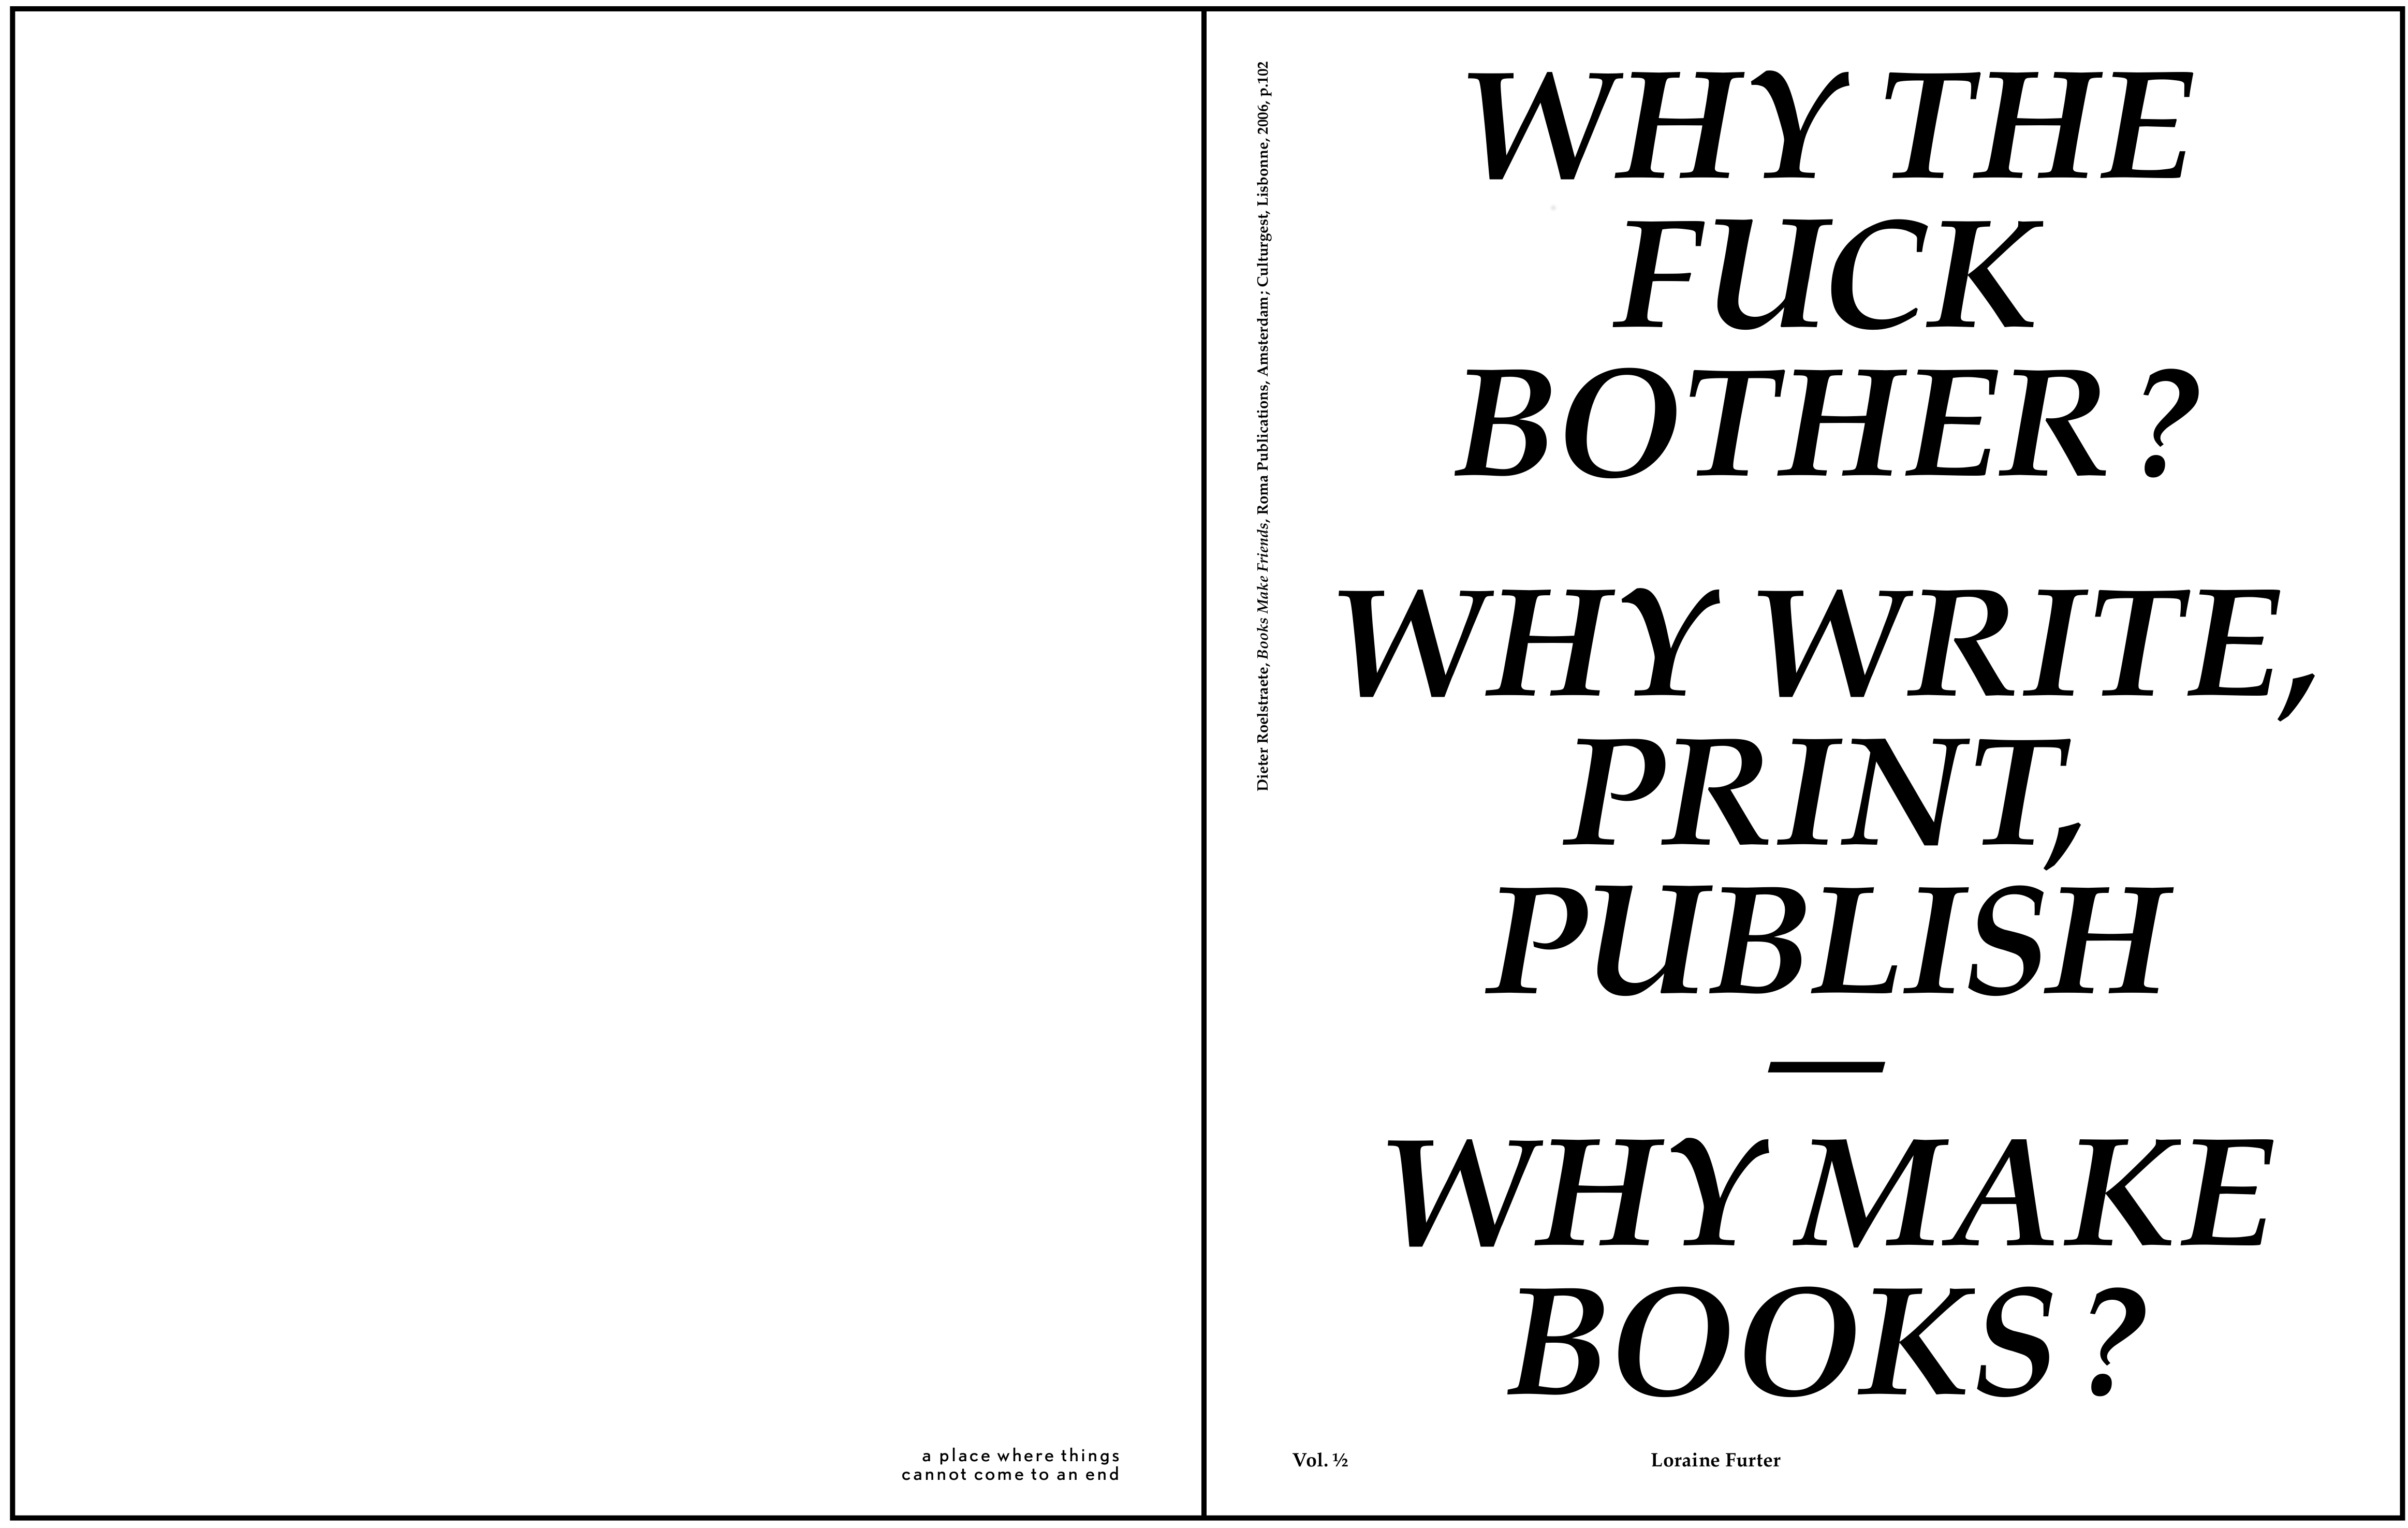 a place where things
cannot come to an end
Dieter Roelstraete, Books Make Friends, Roma Publications, Amsterdam ; Culturgest, Lisbonne, 2006, p.102
WHY THE
FUCK
BOTHER ?
WHY WRITE,
PRINT,
PUBLISH
—
WHY MAKE
BOOKS ?
Vol. ½
Loraine Furter